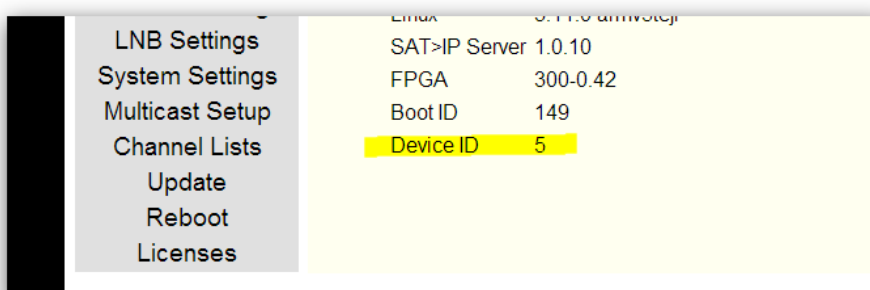 LNB Settings
System Settings
Multicast Setup
Channel Lists
Update
Reboot
Licenses
Linux
SAT>IP Server 1.0.10
FPGA 300-0.42
Boot ID 149
Device ID 5